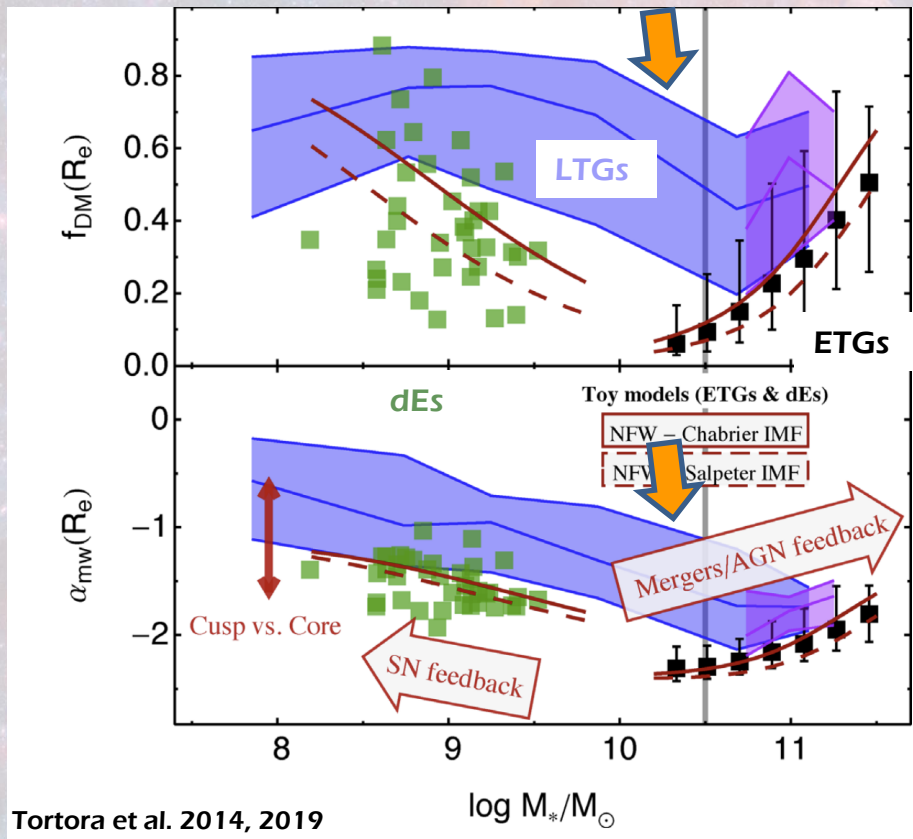 f_DM(R_e)
0.8
0.6
0.4
0.2
0.0
LTGs
ETGs
dEs
Toy models (ETGs & dEs)
NFW – Chabrier IMF
NFW Salpeter IMF
α_mw(R_e)
0
−1
−2
Mergers/AGN feedback
Cusp vs. Core
SN feedback
8 9 10 11
log M_*/M_⊙
Tortora et al. 2014, 2019